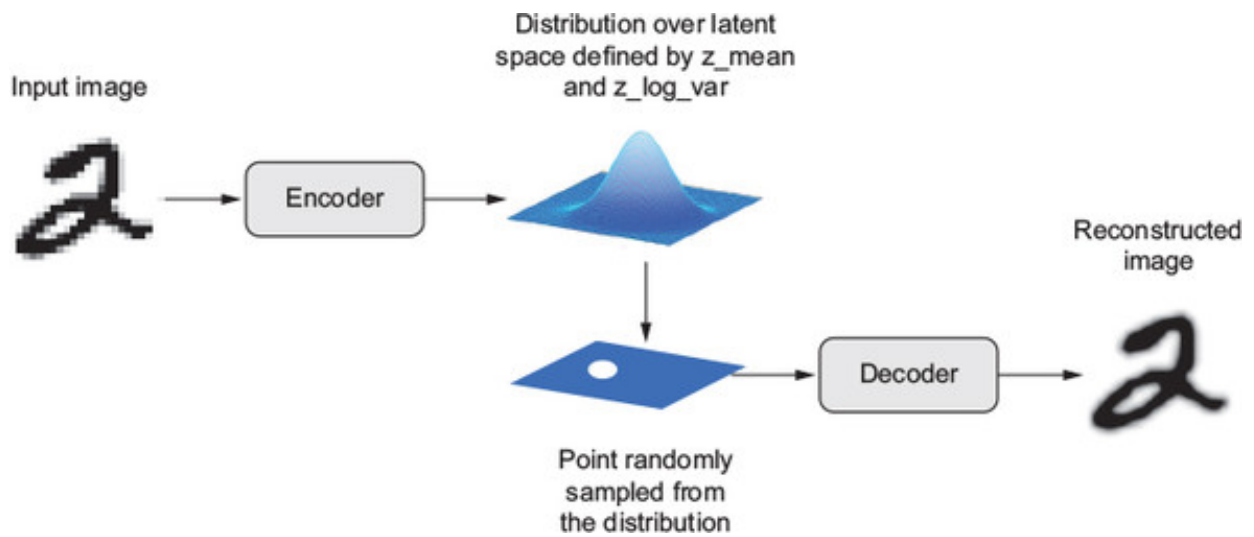 Input image
Encoder
Distribution over latent
space defined by z_mean
and z_log_var
Point randomly
sampled from
the distribution
Decoder
Reconstructed
image